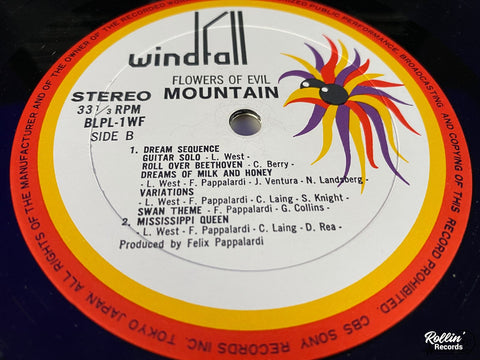 windfall
FLOWERS OF EVIL
MOUNTAIN
STEREO
33 1/3 RPM
BLPL-1WF
SIDE B
1. DREAM SEQUENCE
GUITAR SOLO - L. West -
ROLL OVER BEETHOVEN - C. Berry -
DREAMS OF MILK AND HONEY
- L. West - F. Pappalardi - J. Ventura - N. Landsberg -
VARIATIONS
- L. West - F. Pappalardi - C. Laing - S. Knight -
SWAN THEME - F. Pappalardi - G. Collins -
2. MISSISSIPPI QUEEN
- L. West - F. Pappalardi - C. Laing - D. Rea -
Produced by Felix Pappalardi
ALL RIGHTS OF THE MANUFACTURER AND OF THE OWNER OF THE RECORDED WORK
PUBLIC PERFORMANCE, BROADCASTING AND COPYING OF THIS RECORD PROHIBITED.
CBS SONY RECORDS INC. TOKYO JAPAN
Rollin'
Records